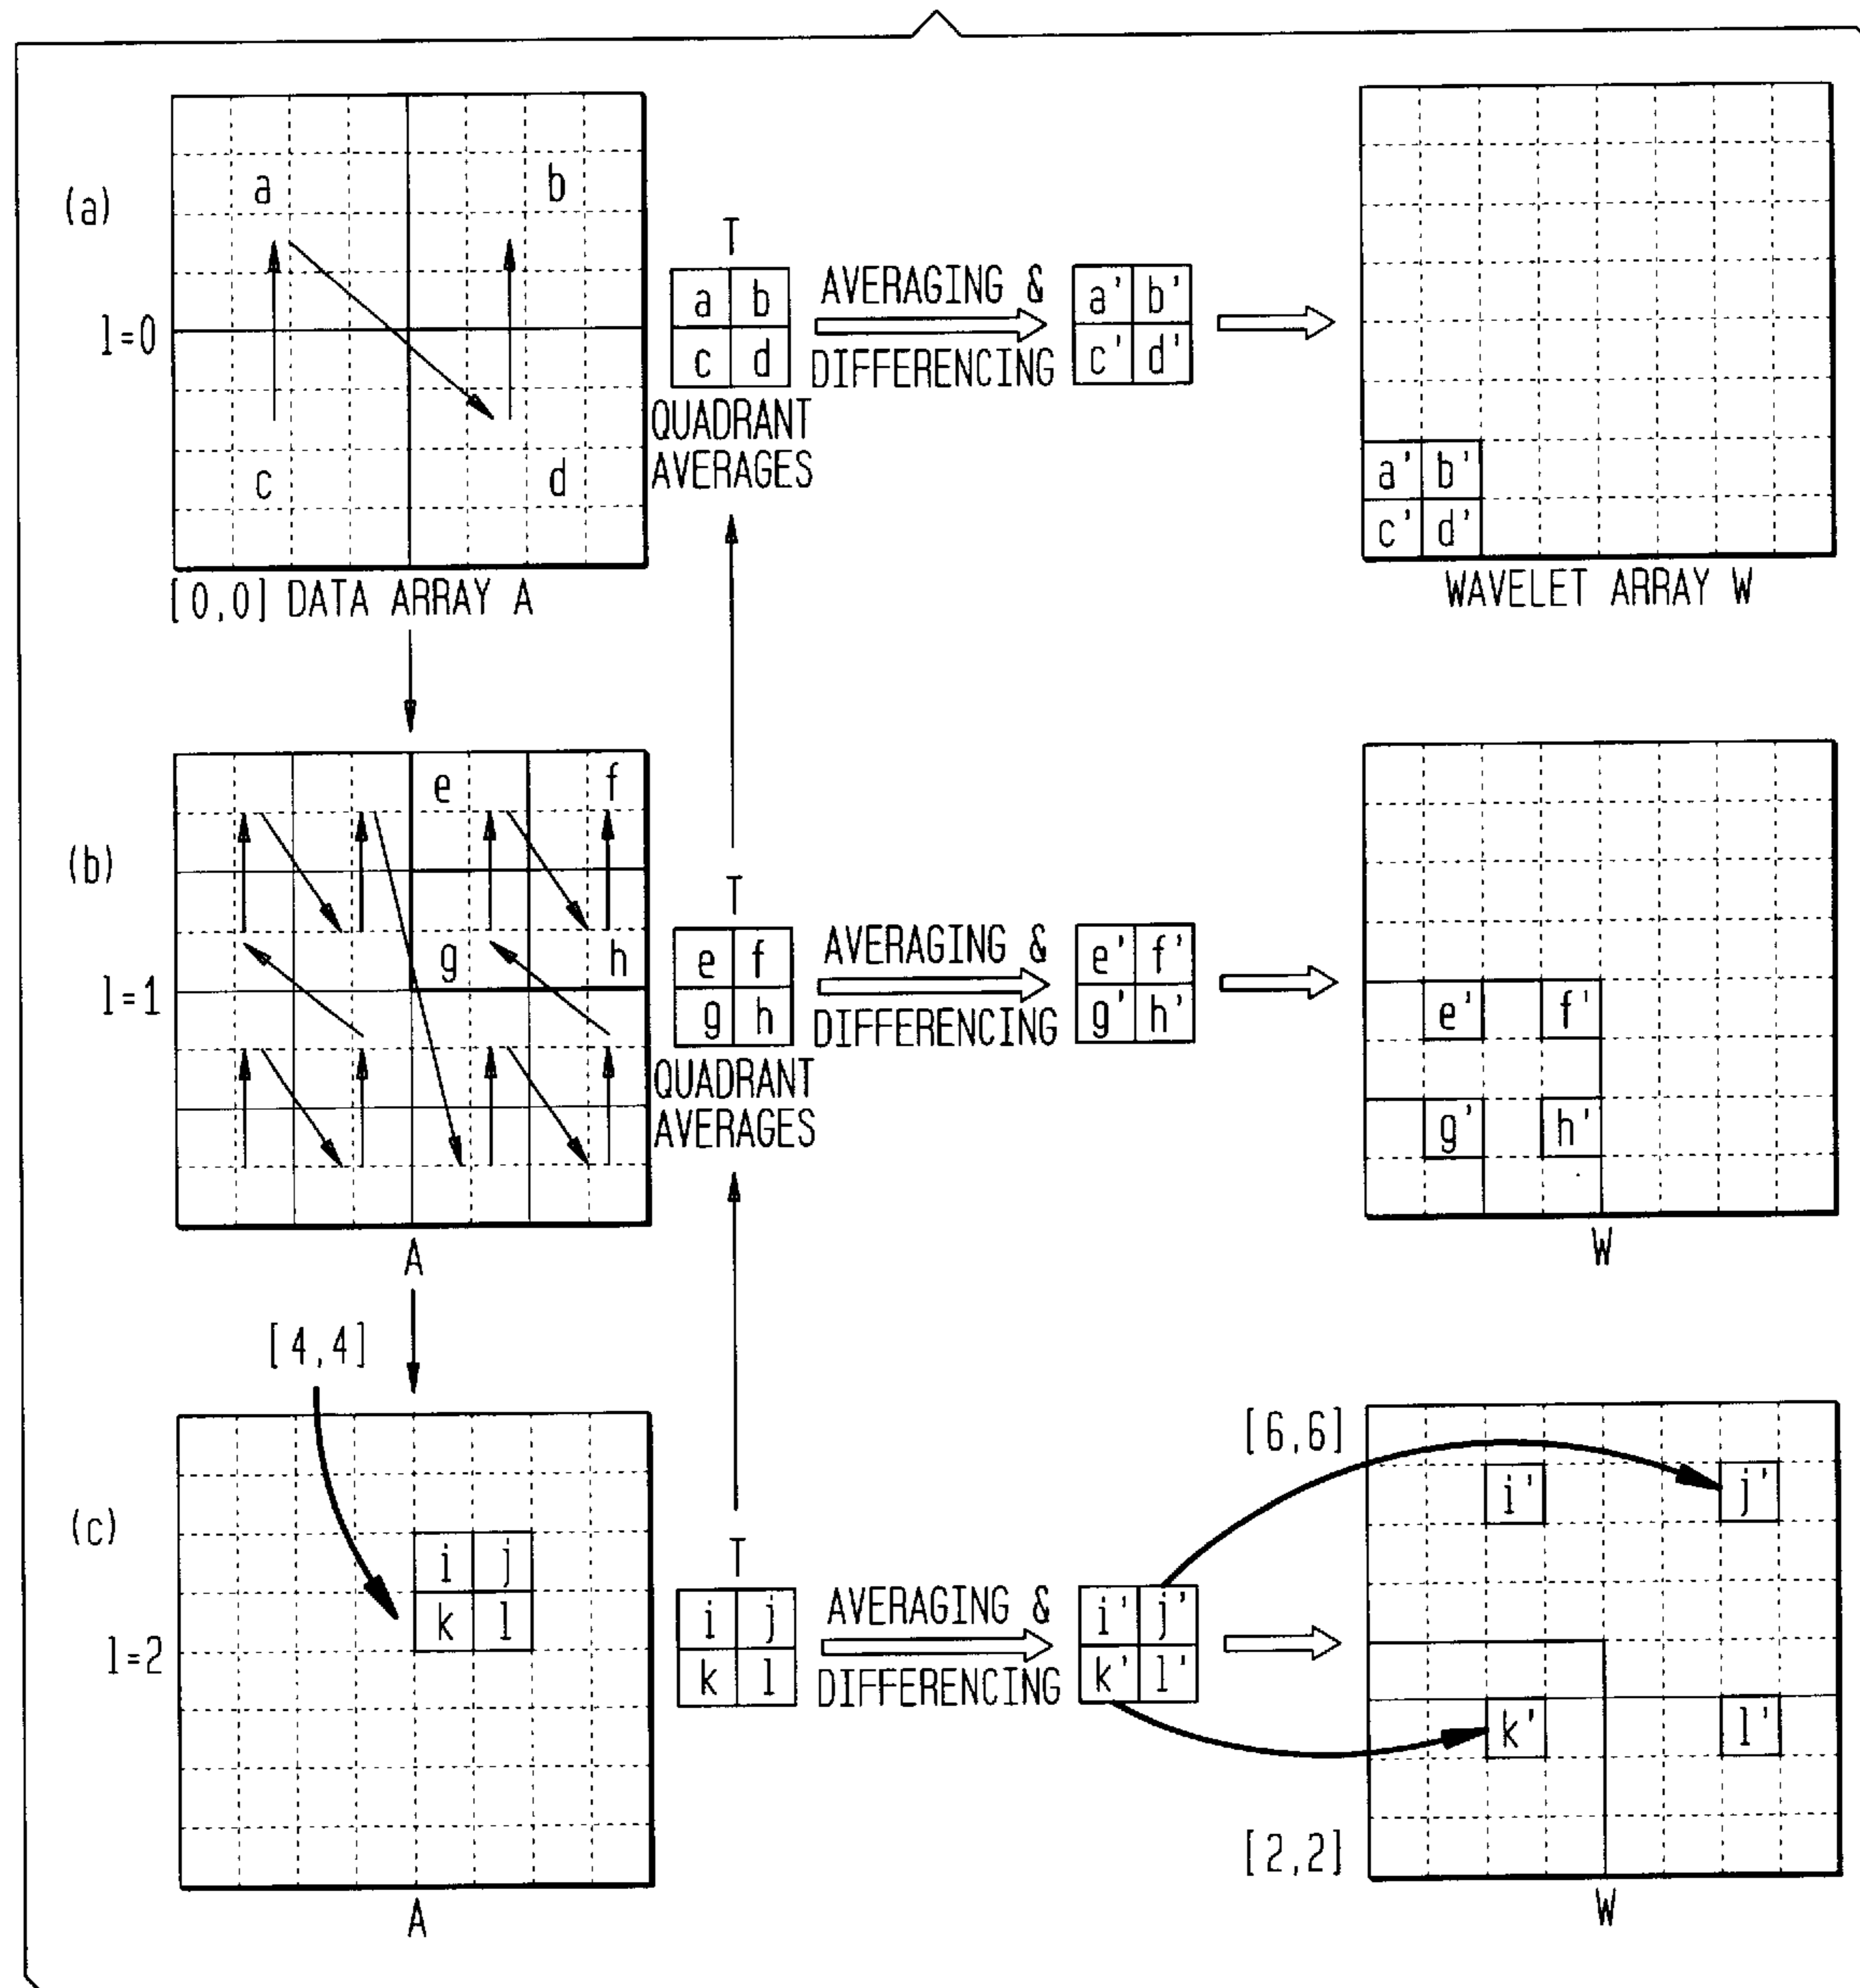 (a)
l=0
a
b
c
d
[0,0] DATA ARRAY A
T
a b
c d
QUADRANT
AVERAGES
AVERAGING &
DIFFERENCING
a' b'
c' d'
a' b'
c' d'
WAVELET ARRAY W
(b)
l=1
e f
g h
A
T
e f
g h
QUADRANT
AVERAGES
AVERAGING &
DIFFERENCING
e' f'
g' h'
e' f'
g' h'
W
[4,4]
(c)
l=2
i j
k l
A
T
i j
k l
AVERAGING &
DIFFERENCING
i' j'
k' l'
[6,6]
i' j'
k' l'
[2,2]
W